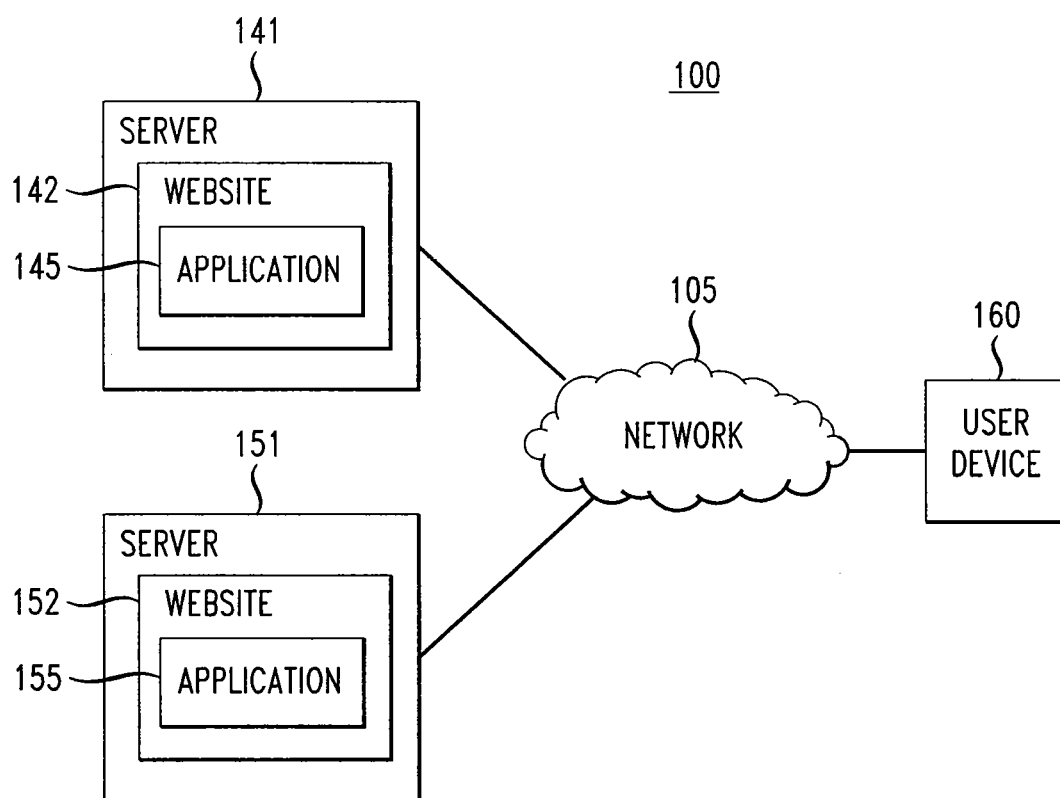 141
100
SERVER
142
WEBSITE
145
APPLICATION
105
160
NETWORK
USER
DEVICE
151
SERVER
152
WEBSITE
155
APPLICATION